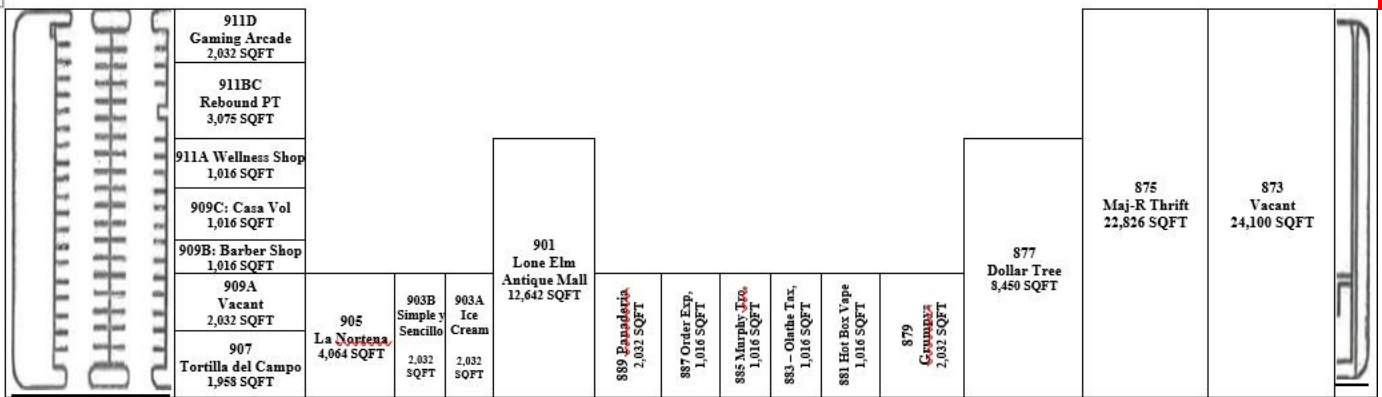 911D
Gaming Arcade
2,032 SQFT
911BC
Rebound PT
3,075 SQFT
911A Wellness Shop
1,016 SQFT
909C: Casa Vol
1,016 SQFT
909B: Barber Shop
1,016 SQFT
909A
Vacant
2,032 SQFT
907
Tortilla del Campo
1,958 SQFT
905
La Nortena
4,064 SQFT
903B
Simple y
Sencillo
2,032
SQFT
903A
Ice
Cream
2,032
SQFT
901
Lone Elm
Antique Mall
12,642 SQFT
889 Panaderia
2,032 SQFT
887 Order Exp,
1,016 SQFT
885 Murphy Tro,
1,016 SQFT
883 – Olathe Tax,
1,016 SQFT
881 Hot Box Vape
1,016 SQFT
879
Grumpys
2,032 SQFT
877
Dollar Tree
8,450 SQFT
875
Maj-R Thrift
22,826 SQFT
873
Vacant
24,100 SQFT